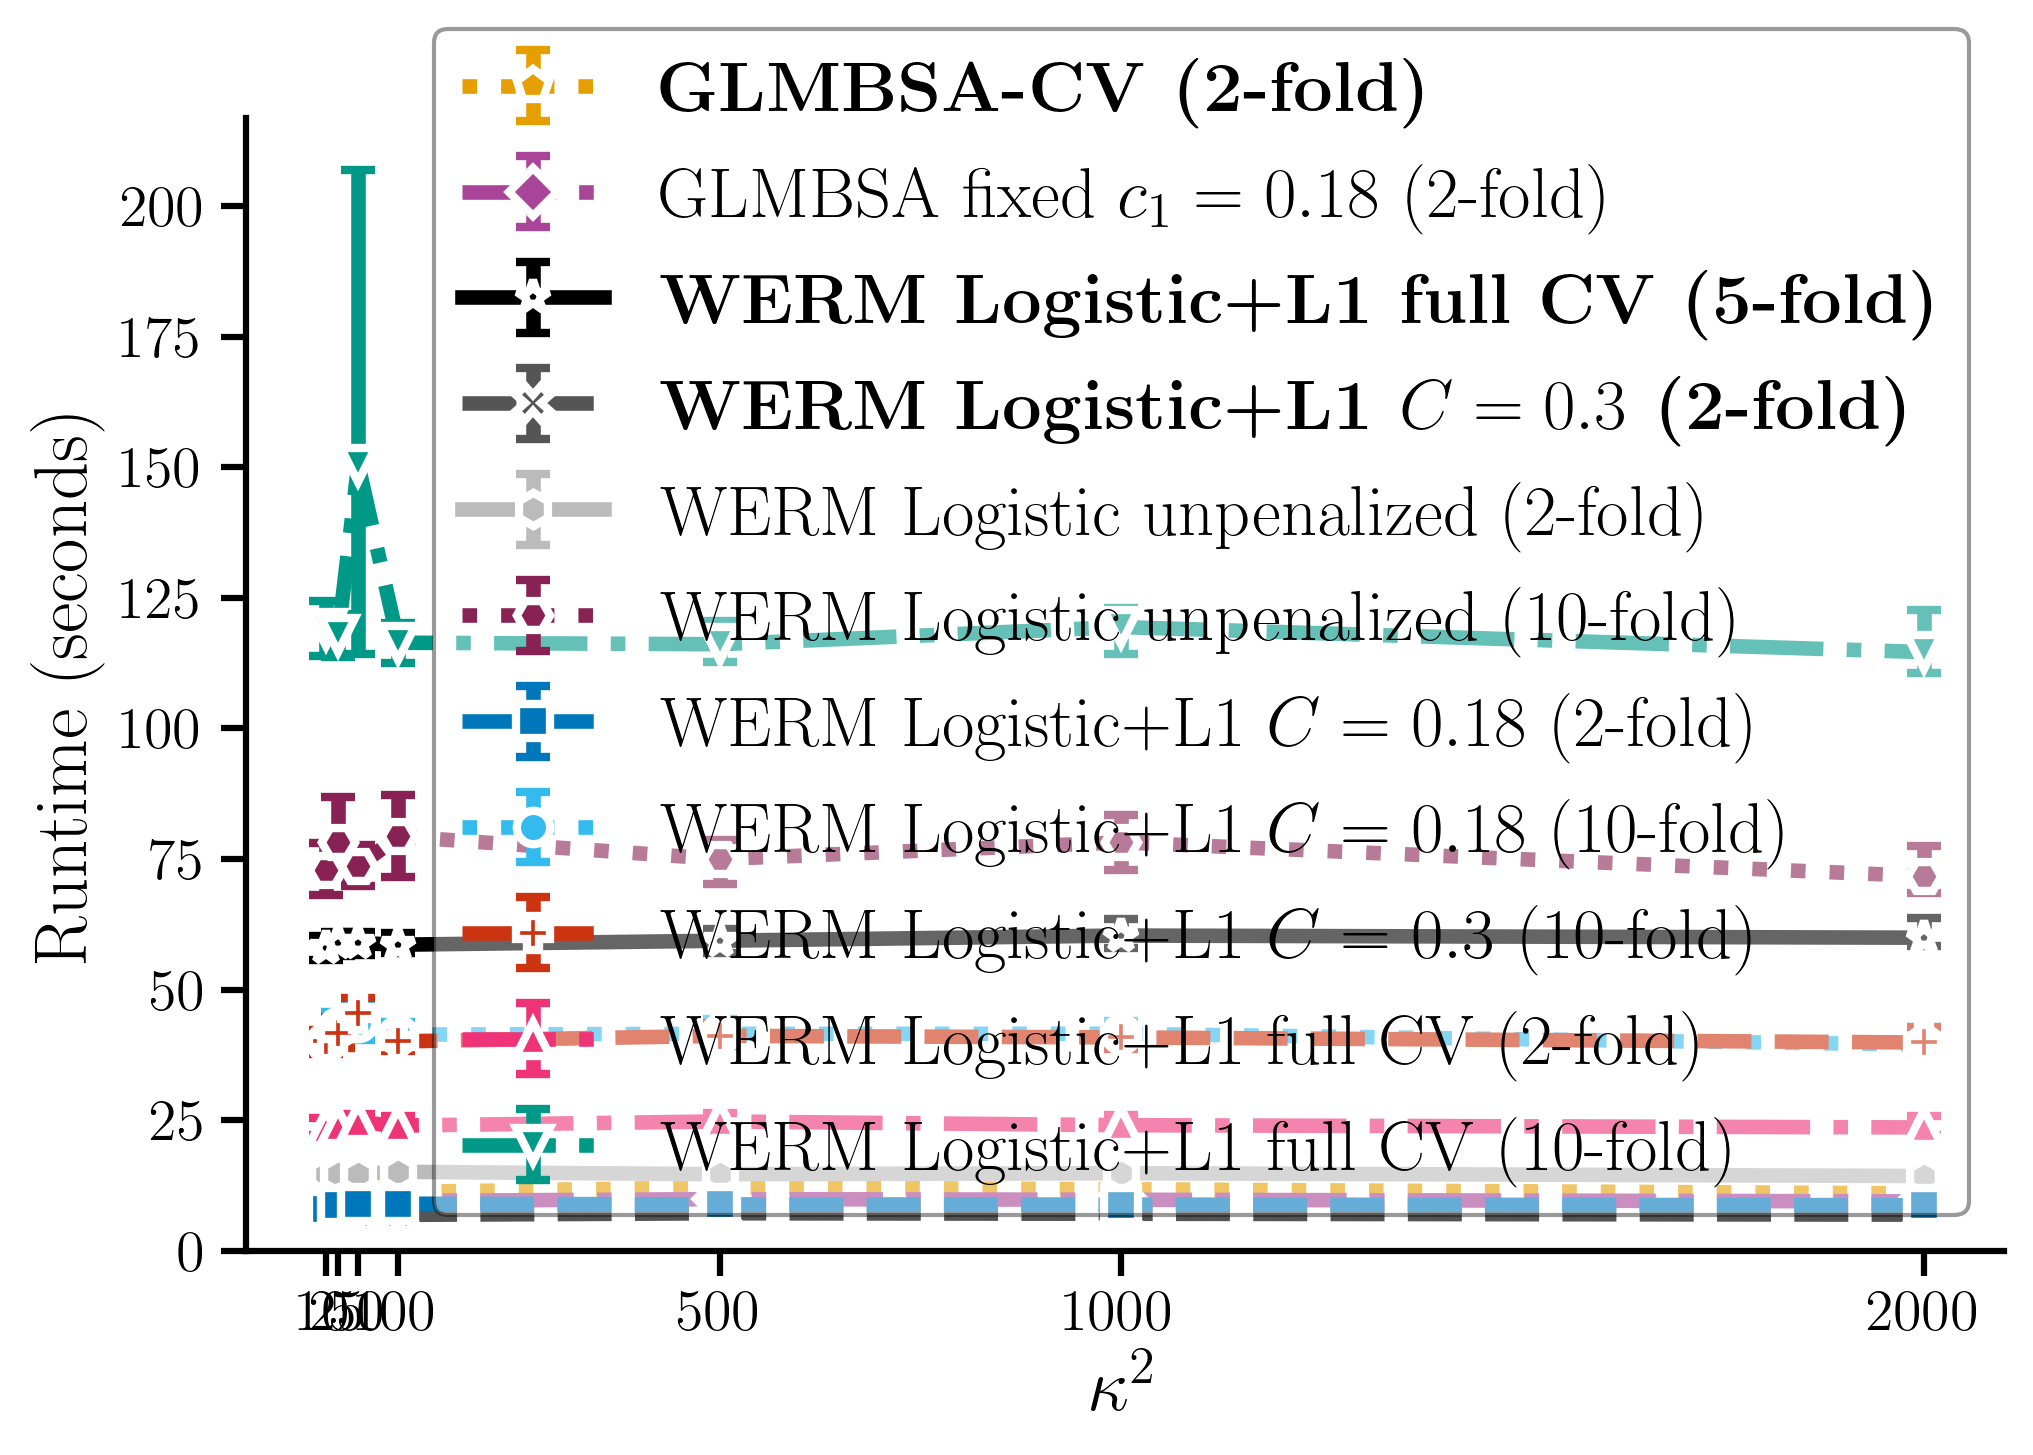 GLMBSA-CV (2-fold)
GLMBSA fixed c₁ = 0.18 (2-fold)
WERM Logistic+L1 full CV (5-fold)
WERM Logistic+L1 C = 0.3 (2-fold)
WERM Logistic unpenalized (2-fold)
WERM Logistic unpenalized (10-fold)
WERM Logistic+L1 C = 0.18 (2-fold)
WERM Logistic+L1 C = 0.18 (10-fold)
WERM Logistic+L1 C = 0.3 (10-fold)
WERM Logistic+L1 full CV (2-fold)
WERM Logistic+L1 full CV (10-fold)
Runtime (seconds)
200
175
150
125
100
75
50
25
0
500
1000
2000
κ²